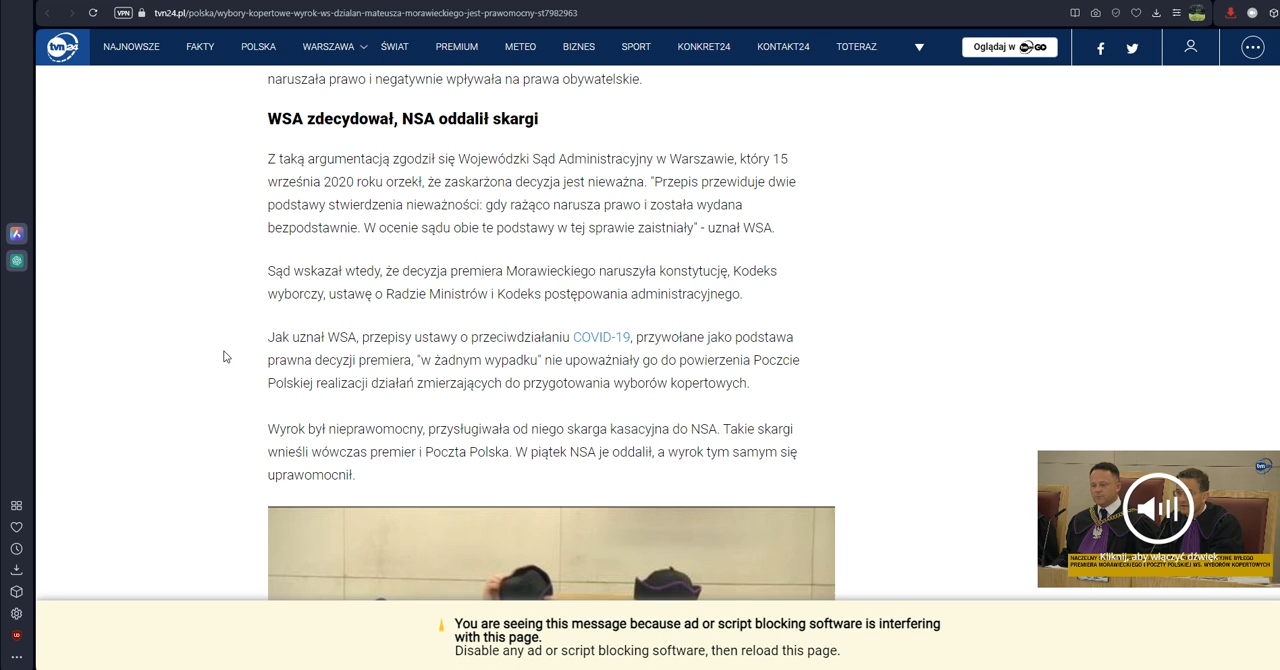 VPN
tvn24.pl/polska/wybory-kopertowe-wyrok-ws-dzialan-mateusza-morawieckiego-jest-prawomocny-st7982963
tvn24
NAJNOWSZE
FAKTY
POLSKA
WARSZAWA
ŚWIAT
PREMIUM
METEO
BIZNES
SPORT
KONKRET24
KONTAKT24
TOTERAZ
Oglądaj w tvn24 GO
naruszała prawo i negatywnie wpływała na prawa obywatelskie.
WSA zdecydował, NSA oddalił skargi
Z taką argumentacją zgodził się Wojewódzki Sąd Administracyjny w Warszawie, który 15
września 2020 roku orzekł, że zaskarżona decyzja jest nieważna. "Przepis przewiduje dwie
podstawy stwierdzenia nieważności: gdy rażąco narusza prawo i została wydana
bezpodstawnie. W ocenie sądu obie te podstawy w tej sprawie zaistniały" - uznał WSA.
Sąd wskazał wtedy, że decyzja premiera Morawieckiego naruszyła konstytucję, Kodeks
wyborczy, ustawę o Radzie Ministrów i Kodeks postępowania administracyjnego.
Jak uznał WSA, przepisy ustawy o przeciwdziałaniu COVID-19, przywołane jako podstawa
prawna decyzji premiera, "w żadnym wypadku" nie upoważniały go do powierzenia Poczcie
Polskiej realizacji działań zmierzających do przygotowania wyborów kopertowych.
Wyrok był nieprawomocny, przysługiwała od niego skarga kasacyjna do NSA. Takie skargi
wnieśli wówczas premier i Poczta Polska. W piątek NSA je oddalił, a wyrok tym samym się
uprawomocnił.
tvn24
Kliknij, aby włączyć dźwięk
PREMIERA MORAWIECKIEGO I POCZTY POLSKIEJ WS. WYBORÓW KOPERTOWYCH
You are seeing this message because ad or script blocking software is interfering
with this page.
Disable any ad or script blocking software, then reload this page.